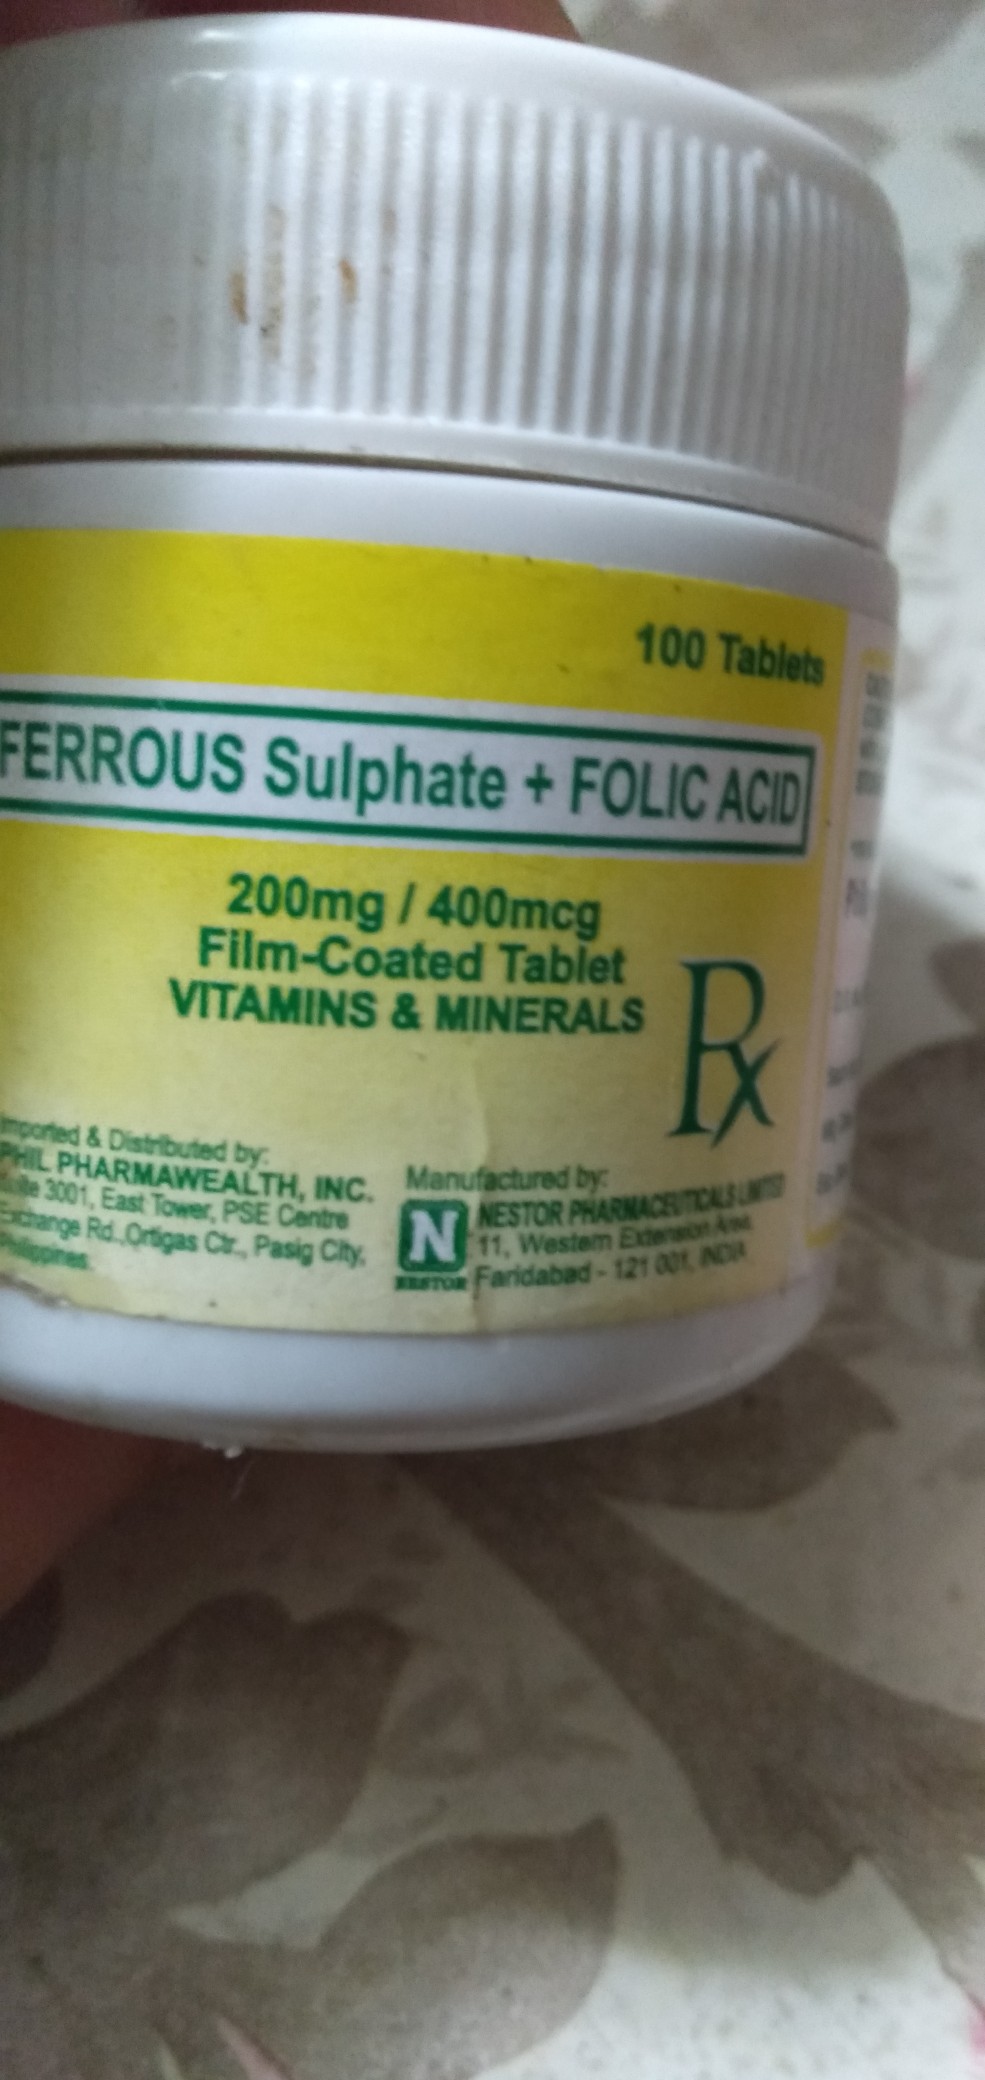 100 Tablets
FERROUS Sulphate + FOLIC ACID
200mg / 400mcg
Film-Coated Tablet
VITAMINS & MINERALS
Rx
Imported & Distributed by:
PHIL PHARMAWEALTH, INC.
3001, East Tower, PSE Centre
Exchange Rd.,Ortigas Ctr., Pasig City,
Philippines.
Manufactured by:
N
NESTOR
NESTOR PHARMACEUTICALS LIMITED
11, Western Extension Area,
Faridabad - 121 001, INDIA